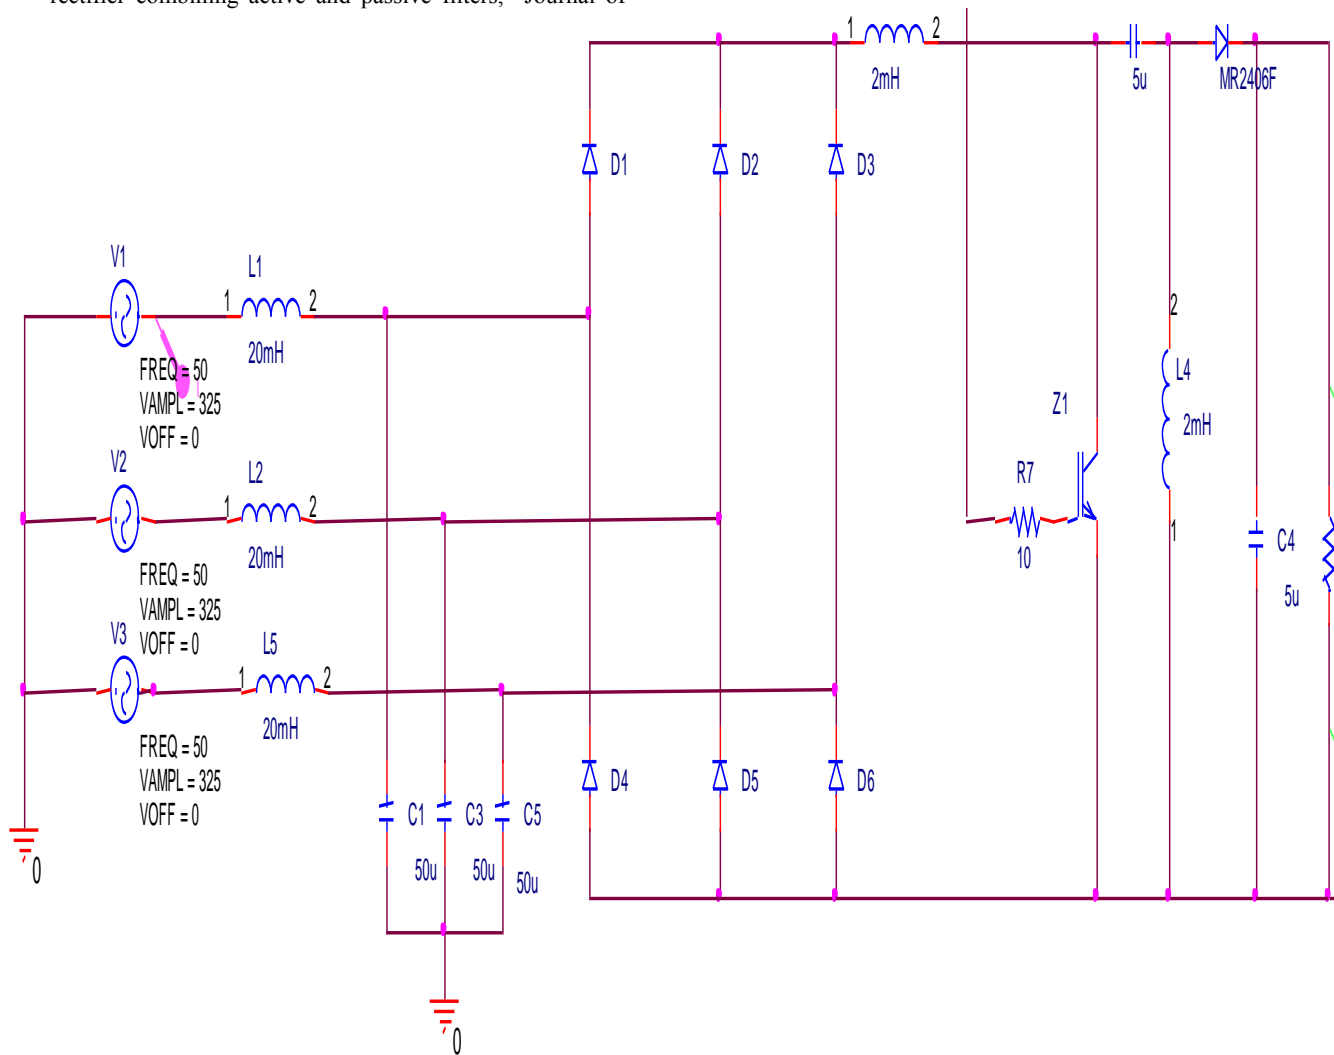 rectifier combining active and passive filters," Journal of
1 2
2mH
5u
MR2406F
D1 D2 D3
V1
L1
1 2
20mH
FREQ = 50
VAMPL = 325
VOFF = 0
2
L4
2mH
1
Z1
R7
10
V2
L2
1 2
20mH
FREQ = 50
VAMPL = 325
VOFF = 0
C4
5u
V3
L5
1 2
20mH
FREQ = 50
VAMPL = 325
VOFF = 0
D4 D5 D6
C1 C3 C5
50u 50u 50u
0
0